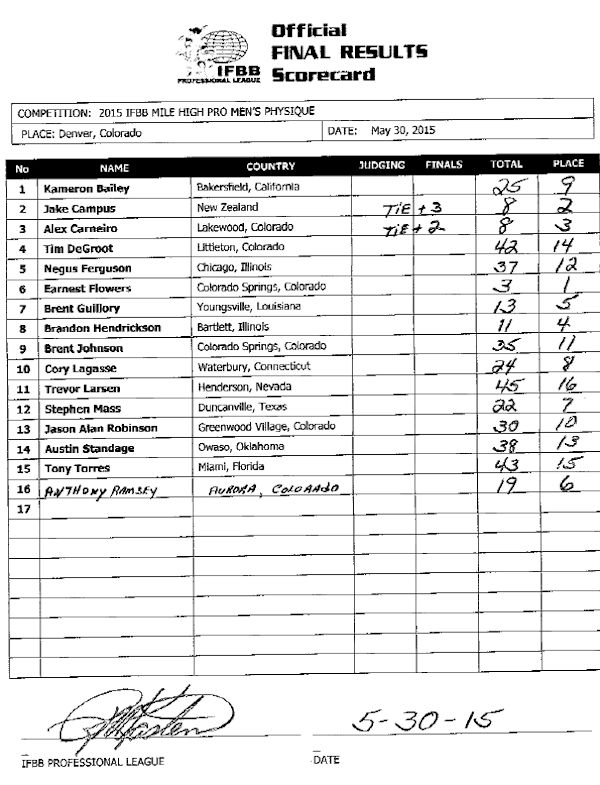 Official
FINAL RESULTS
Scorecard
IFBB
PROFESSIONAL LEAGUE
COMPETITION: 2015 IFBB MILE HIGH PRO MEN'S PHYSIQUE
PLACE: Denver, Colorado DATE: May 30, 2015
No NAME COUNTRY JUDGING FINALS TOTAL PLACE
1 Kameron Bailey Bakersfield, California 25 9
2 Jake Campus New Zealand TIE + 3 8 2
3 Alex Carneiro Lakewood, Colorado TIE + 2 8 3
4 Tim DeGroot Littleton, Colorado 42 14
5 Negus Ferguson Chicago, Illinois 37 12
6 Earnest Flowers Colorado Springs, Colorado 3 1
7 Brent Guillory Youngsville, Louisiana 13 5
8 Brandon Hendrickson Bartlett, Illinois 11 4
9 Brent Johnson Colorado Springs, Colorado 35 11
10 Cory Lagasse Waterbury, Connecticut 24 8
11 Trevor Larsen Henderson, Nevada 45 16
12 Stephen Mass Duncanville, Texas 22 7
13 Jason Alan Robinson Greenwood Village, Colorado 30 10
14 Austin Standage Owaso, Oklahoma 38 13
15 Tony Torres Miami, Florida 43 15
16 ANTHONY RAMSEY AURORA, COLORADO 19 6
17
5-30-15
IFBB PROFESSIONAL LEAGUE DATE